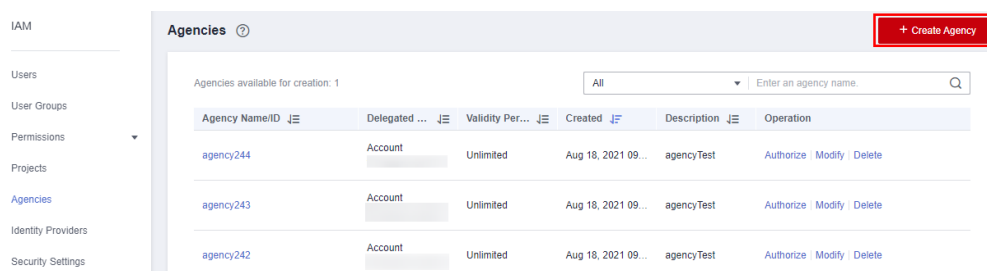 IAM
Users
User Groups
Permissions
Projects
Agencies
Identity Providers
Security Settings
Agencies
+ Create Agency
Agencies available for creation: 1
All
Enter an agency name.
Agency Name/ID Delegated ... Validity Per... Created Description Operation
agency244 Account Unlimited Aug 18, 2021 09... agencyTest Authorize | Modify | Delete
agency243 Account Unlimited Aug 18, 2021 09... agencyTest Authorize | Modify | Delete
agency242 Account Unlimited Aug 18, 2021 09... agencyTest Authorize | Modify | Delete